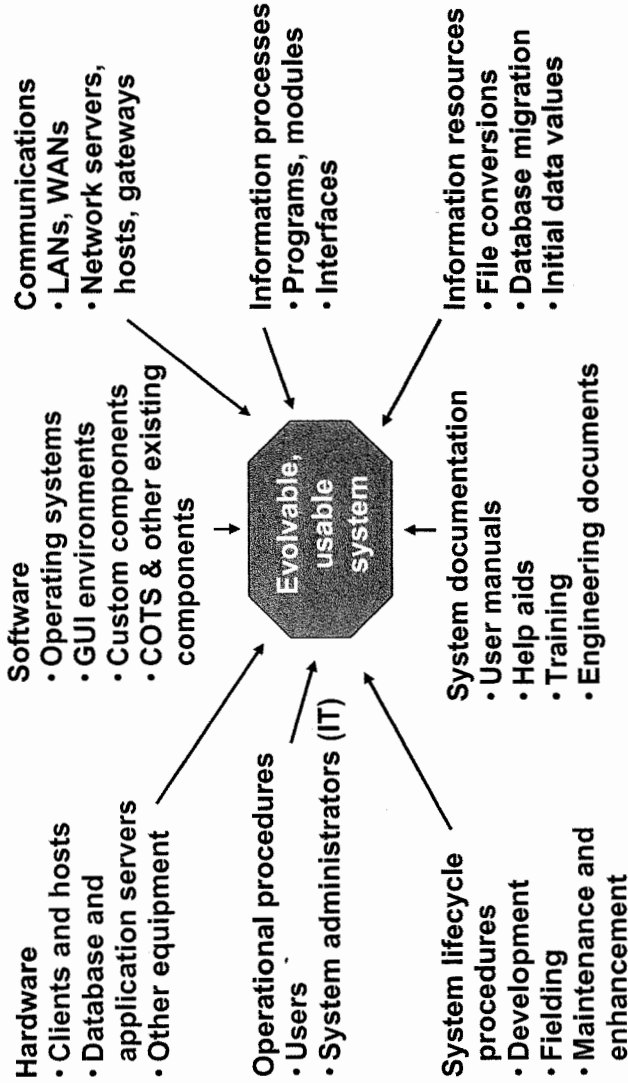 Hardware
• Clients and hosts
• Database and
application servers
• Other equipment
Software
• Operating systems
• GUI environments
• Custom components
• COTS & other existing
components
Communications
• LANs, WANs
• Network servers,
hosts, gateways
Operational procedures
• Users
• System administrators (IT)
Evolvable,
usable
system
Information processes
• Programs, modules
• Interfaces
System lifecycle
procedures
• Development
• Fielding
• Maintenance and
enhancement
System documentation
• User manuals
• Help aids
• Training
• Engineering documents
Information resources
• File conversions
• Database migration
• Initial data values